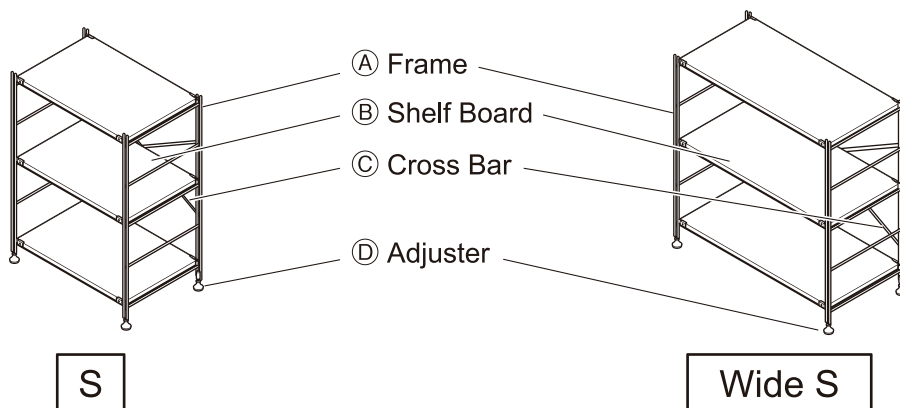 Ⓐ Frame
Ⓑ Shelf Board
Ⓒ Cross Bar
Ⓓ Adjuster
S
Wide S